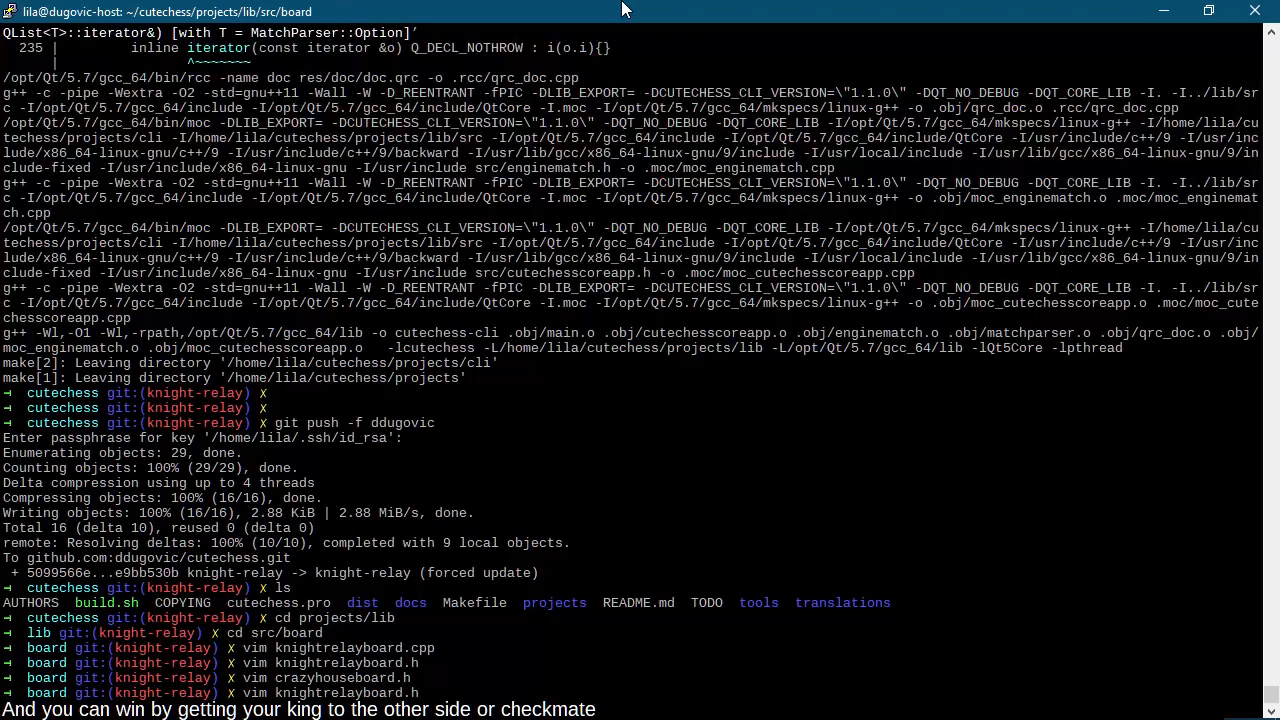 lila@dugovic-host: ~/cutechess/projects/lib/src/board
QList<T>::iterator&) [with T = MatchParser::Option]’
235 |         inline iterator(const iterator &o) Q_DECL_NOTHROW : i(o.i){}
|                ^~~~~~~~
/opt/Qt/5.7/gcc_64/bin/rcc -name doc res/doc/doc.qrc -o .rcc/qrc_doc.cpp
g++ -c -pipe -Wextra -O2 -std=gnu++11 -Wall -W -D_REENTRANT -fPIC -DLIB_EXPORT= -DCUTECHESS_CLI_VERSION=\"1.1.0\" -DQT_NO_DEBUG -DQT_CORE_LIB -I. -I../lib/sr
c -I/opt/Qt/5.7/gcc_64/include -I/opt/Qt/5.7/gcc_64/include/QtCore -I.moc -I/opt/Qt/5.7/gcc_64/mkspecs/linux-g++ -o .obj/qrc_doc.o .rcc/qrc_doc.cpp
/opt/Qt/5.7/gcc_64/bin/moc -DLIB_EXPORT= -DCUTECHESS_CLI_VERSION=\"1.1.0\" -DQT_NO_DEBUG -DQT_CORE_LIB -I/opt/Qt/5.7/gcc_64/mkspecs/linux-g++ -I/home/lila/cu
techess/projects/cli -I/home/lila/cutechess/projects/lib/src -I/opt/Qt/5.7/gcc_64/include -I/opt/Qt/5.7/gcc_64/include/QtCore -I/usr/include/c++/9 -I/usr/inc
lude/x86_64-linux-gnu/c++/9 -I/usr/include/c++/9/backward -I/usr/lib/gcc/x86_64-linux-gnu/9/include -I/usr/local/include -I/usr/lib/gcc/x86_64-linux-gnu/9/in
clude-fixed -I/usr/include/x86_64-linux-gnu -I/usr/include src/enginematch.h -o .moc/moc_enginematch.cpp
g++ -c -pipe -Wextra -O2 -std=gnu++11 -Wall -W -D_REENTRANT -fPIC -DLIB_EXPORT= -DCUTECHESS_CLI_VERSION=\"1.1.0\" -DQT_NO_DEBUG -DQT_CORE_LIB -I. -I../lib/sr
c -I/opt/Qt/5.7/gcc_64/include -I/opt/Qt/5.7/gcc_64/include/QtCore -I.moc -I/opt/Qt/5.7/gcc_64/mkspecs/linux-g++ -o .obj/moc_enginematch.o .moc/moc_enginemat
ch.cpp
/opt/Qt/5.7/gcc_64/bin/moc -DLIB_EXPORT= -DCUTECHESS_CLI_VERSION=\"1.1.0\" -DQT_NO_DEBUG -DQT_CORE_LIB -I/opt/Qt/5.7/gcc_64/mkspecs/linux-g++ -I/home/lila/cu
techess/projects/cli -I/home/lila/cutechess/projects/lib/src -I/opt/Qt/5.7/gcc_64/include -I/opt/Qt/5.7/gcc_64/include/QtCore -I/usr/include/c++/9 -I/usr/inc
lude/x86_64-linux-gnu/c++/9 -I/usr/include/c++/9/backward -I/usr/lib/gcc/x86_64-linux-gnu/9/include -I/usr/local/include -I/usr/lib/gcc/x86_64-linux-gnu/9/in
clude-fixed -I/usr/include/x86_64-linux-gnu -I/usr/include src/cutechesscoreapp.h -o .moc/moc_cutechesscoreapp.cpp
g++ -c -pipe -Wextra -O2 -std=gnu++11 -Wall -W -D_REENTRANT -fPIC -DLIB_EXPORT= -DCUTECHESS_CLI_VERSION=\"1.1.0\" -DQT_NO_DEBUG -DQT_CORE_LIB -I. -I../lib/sr
c -I/opt/Qt/5.7/gcc_64/include -I/opt/Qt/5.7/gcc_64/include/QtCore -I.moc -I/opt/Qt/5.7/gcc_64/mkspecs/linux-g++ -o .obj/moc_cutechesscoreapp.o .moc/moc_cute
chesscoreapp.cpp
g++ -Wl,-O1 -Wl,-rpath,/opt/Qt/5.7/gcc_64/lib -o cutechess-cli .obj/main.o .obj/cutechesscoreapp.o .obj/enginematch.o .obj/matchparser.o .obj/qrc_doc.o .obj/
moc_enginematch.o .obj/moc_cutechesscoreapp.o   -lcutechess -L/home/lila/cutechess/projects/lib -L/opt/Qt/5.7/gcc_64/lib -lQt5Core -lpthread
make[2]: Leaving directory '/home/lila/cutechess/projects/cli'
make[1]: Leaving directory '/home/lila/cutechess/projects'
→  cutechess git:(knight-relay) ✗
→  cutechess git:(knight-relay) ✗
→  cutechess git:(knight-relay) ✗ git push -f ddugovic
Enter passphrase for key '/home/lila/.ssh/id_rsa':
Enumerating objects: 29, done.
Counting objects: 100% (29/29), done.
Delta compression using up to 4 threads
Compressing objects: 100% (16/16), done.
Writing objects: 100% (16/16), 2.88 KiB | 2.88 MiB/s, done.
Total 16 (delta 10), reused 0 (delta 0)
remote: Resolving deltas: 100% (10/10), completed with 9 local objects.
To github.com:ddugovic/cutechess.git
+ 5099566e...e9bb530b knight-relay -> knight-relay (forced update)
→  cutechess git:(knight-relay) ✗ ls
AUTHORS  build.sh  COPYING  cutechess.pro  dist  docs  Makefile  projects  README.md  TODO  tools  translations
→  cutechess git:(knight-relay) ✗ cd projects/lib
→  lib git:(knight-relay) ✗ cd src/board
→  board git:(knight-relay) ✗ vim knightrelayboard.cpp
→  board git:(knight-relay) ✗ vim knightrelayboard.h
→  board git:(knight-relay) ✗ vim crazyhouseboard.h
→  board git:(knight-relay) ✗ vim knightrelayboard.h
And you can win by getting your king to the other side or checkmate